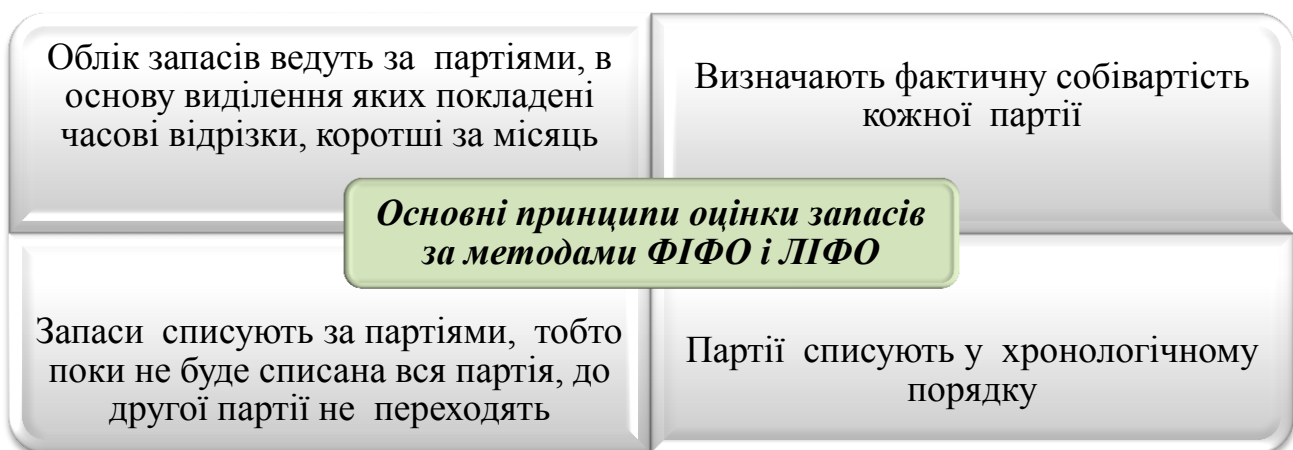 Облік запасів ведуть за партіями, в
основу виділення яких покладені
часові відрізки, коротші за місяць
Визначають фактичну собівартість
кожної партії
Основні принципи оцінки запасів
за методами ФІФО і ЛІФО
Запаси списують за партіями, тобто
поки не буде списана вся партія, до
другої партії не переходять
Партії списують у хронологічному
порядку